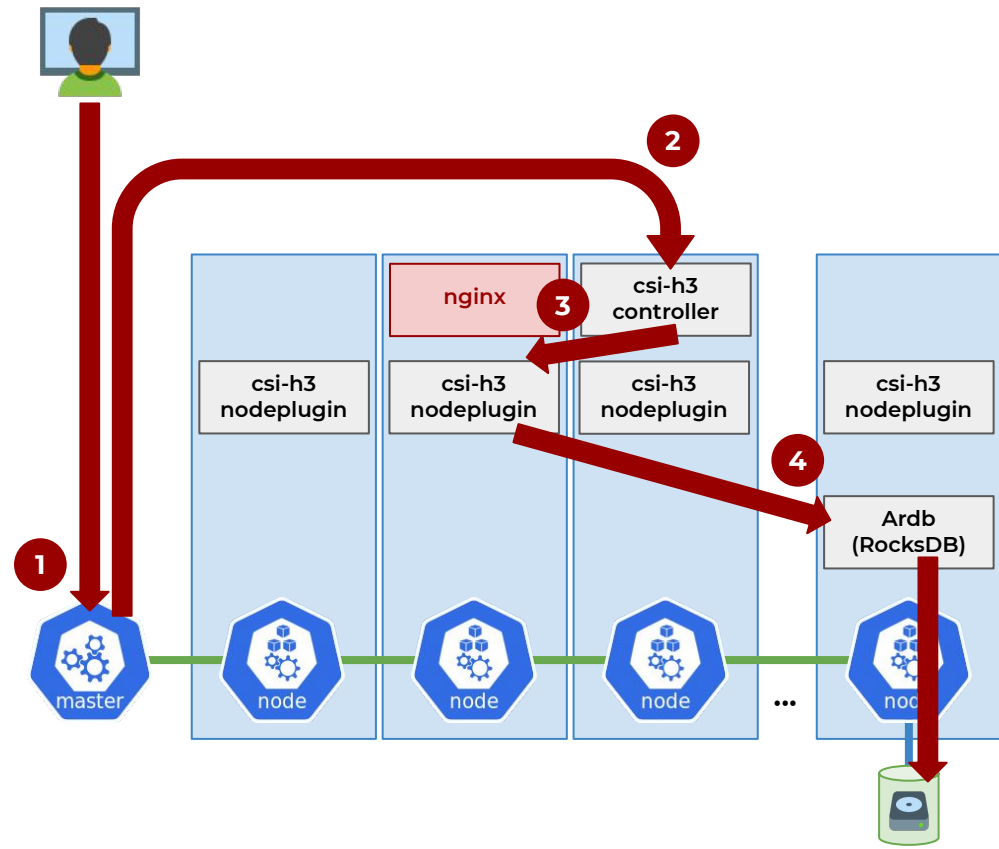 2
nginx
3
csi-h3
controller
csi-h3
nodeplugin
csi-h3
nodeplugin
csi-h3
nodeplugin
csi-h3
nodeplugin
4
Ardb
(RocksDB)
1
master
node
node
node
...
node